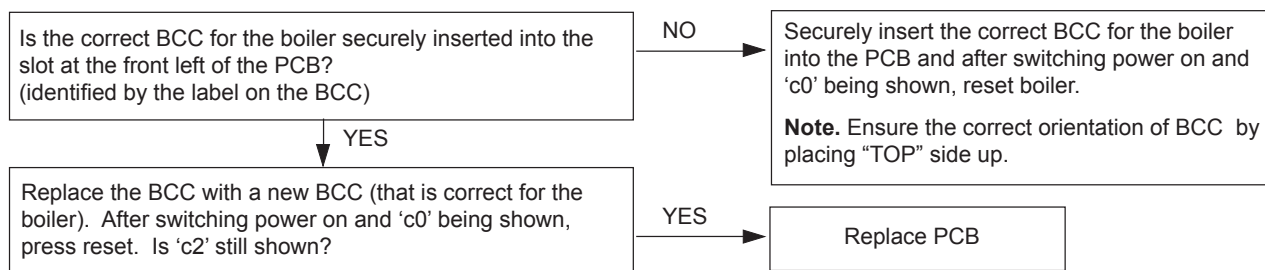 Is the correct BCC for the boiler securely inserted into the
slot at the front left of the PCB?
(identified by the label on the BCC)
NO
Securely insert the correct BCC for the boiler
into the PCB and after switching power on and
‘c0’ being shown, reset boiler.
Note. Ensure the correct orientation of BCC by
placing “TOP” side up.
YES
Replace the BCC with a new BCC (that is correct for the
boiler). After switching power on and ‘c0’ being shown,
press reset. Is ‘c2’ still shown?
YES
Replace PCB